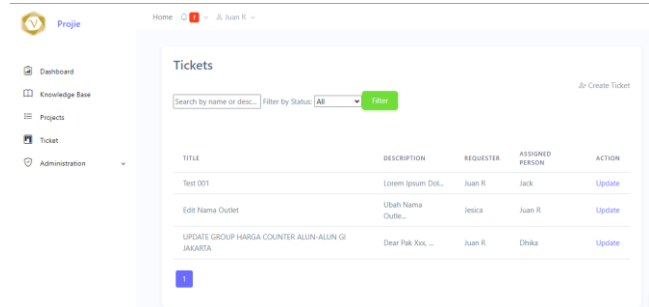 Projie
Home 7 Juan R
Dashboard
Knowledge Base
Projects
Ticket
Administration
Tickets
Create Ticket
Search by name or desc... Filter by Status: All Filter
TITLE DESCRIPTION REQUESTER ASSIGNED PERSON ACTION
Test 001 Lorem Ipsum Dol... Juan R Jack Update
Edit Nama Outlet Ubah Nama Outle... Jesica Juan R Update
UPDATE GROUP HARGA COUNTER ALUN-ALUN GI
JAKARTA Dear Pak Xxx, ... Juan R Dhika Update
1